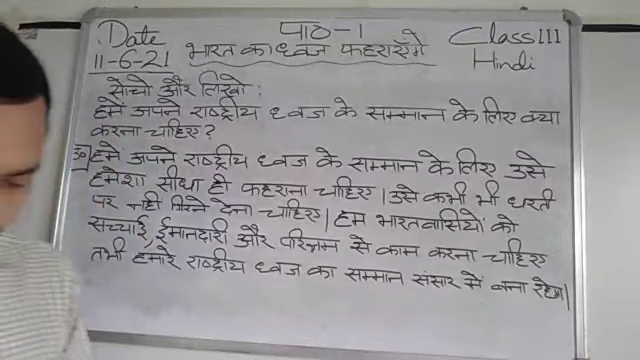 पाठ-1
Date
11-6-21
भारत का ध्वज फहराएँगे
Class III
Hindi
सोचो और लिखो :
हमें अपने राष्ट्रीय ध्वज के सम्मान के लिए क्या
करना चाहिए?
उ० हमें अपने राष्ट्रीय ध्वज के सम्मान के लिए उसे
हमेशा सीधा ही फहराना चाहिए। उसे कभी भी धरती
पर नहीं गिरने देना चाहिए। हम भारतवासियों को
सच्चाई, ईमानदारी और परिश्रम से काम करना चाहिए
तभी हमारे राष्ट्रीय ध्वज का सम्मान संसार में बना रहेगा।